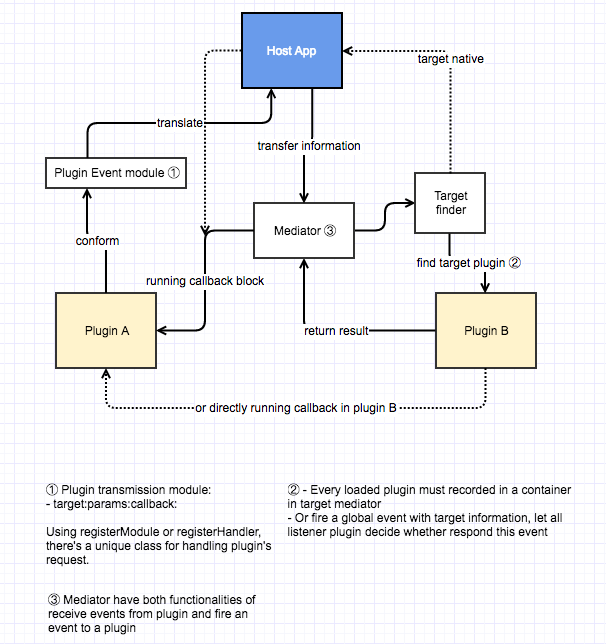 Host App
target native
translate
transfer information
Plugin Event module ①
Target
finder
Mediator ③
conform
find target plugin ②
running callback block
Plugin A
return result
Plugin B
or directly running callback in plugin B
① Plugin transmission module:
- target:params:callback:
Using registerModule or registerHandler,
there's a unique class for handling plugin's
request.
② - Every loaded plugin must recorded in a container
in target mediator
- Or fire a global event with target information, let all
listener plugin decide whether respond this event
③ Mediator have both functionalities of
receive events from plugin and fire an
event to a plugin